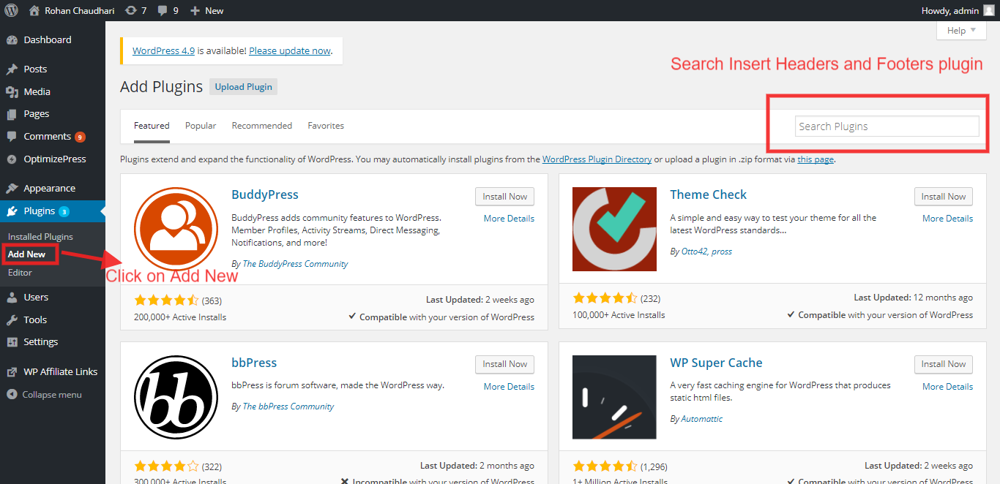 Rohan Chaudhari 7 9 New Howdy, admin
Help
Dashboard
Posts
Media
Pages
Comments 9
OptimizePress
Appearance
Plugins 3
Installed Plugins
Add New
Editor
Users
Tools
Settings
WP Affiliate Links
Collapse menu
WordPress 4.9 is available! Please update now.
Search Insert Headers and Footers plugin
Add Plugins Upload Plugin
Featured Popular Recommended Favorites Search Plugins
Plugins extend and expand the functionality of WordPress. You may automatically install plugins from the WordPress Plugin Directory or upload a plugin in .zip format via this page.
Click on Add New
BuddyPress
Install Now
More Details
BuddyPress adds community features to WordPress.
Member Profiles, Activity Streams, Direct Messaging,
Notifications, and more!
By The BuddyPress Community
(363)
Last Updated: 2 weeks ago
200,000+ Active Installs
Compatible with your version of WordPress
Theme Check
Install Now
More Details
A simple and easy way to test your theme for all the
latest WordPress standards...
By Otto42, pross
(232)
Last Updated: 12 months ago
100,000+ Active Installs
Compatible with your version of WordPress
bb
bbPress
Install Now
More Details
bbPress is forum software, made the WordPress way.
By The bbPress Community
(322)
Last Updated: 2 months ago
300,000+ Active Installs
Incompatible with your version of WordPress
WP Super Cache
Install Now
More Details
A very fast caching engine for WordPress that produces
static html files.
By Automattic
(1,296)
Last Updated: 2 weeks ago
1+ Million Active Installs
Compatible with your version of WordPress